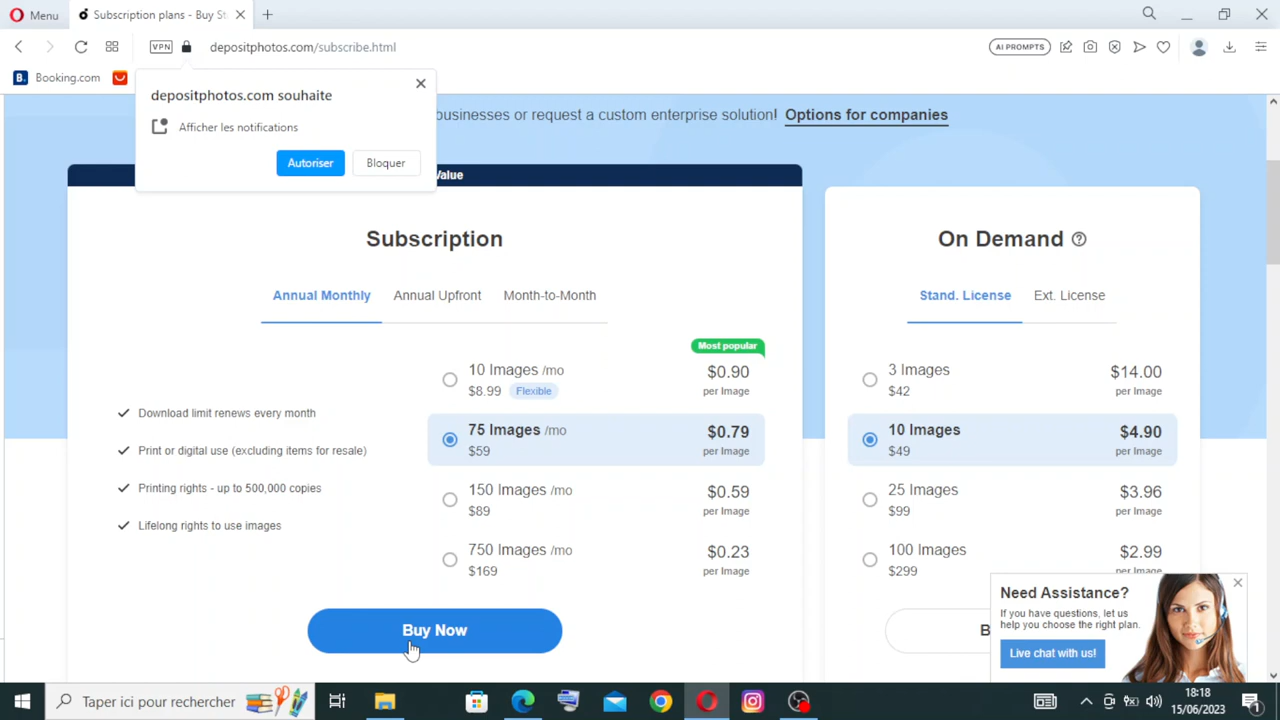 Menu
Subscription plans - Buy St
VPN
depositphotos.com/subscribe.html
AI PROMPTS
B. Booking.com
depositphotos.com souhaite
Afficher les notifications
Autoriser
Bloquer
businesses or request a custom enterprise solution! Options for companies
Value
Subscription
Annual Monthly
Annual Upfront
Month-to-Month
Most popular
10 Images /mo
$8.99 Flexible
$0.90
per Image
75 Images /mo
$59
$0.79
per Image
150 Images /mo
$89
$0.59
per Image
750 Images /mo
$169
$0.23
per Image
Download limit renews every month
Print or digital use (excluding items for resale)
Printing rights - up to 500,000 copies
Lifelong rights to use images
Buy Now
On Demand ?
Stand. License
Ext. License
3 Images
$42
$14.00
per Image
10 Images
$49
$4.90
per Image
25 Images
$99
$3.96
per Image
100 Images
$299
$2.99
per Image
B
Need Assistance?
If you have questions, let us
help you choose the right plan.
Live chat with us!
Taper ici pour rechercher
18:18
15/06/2023
1